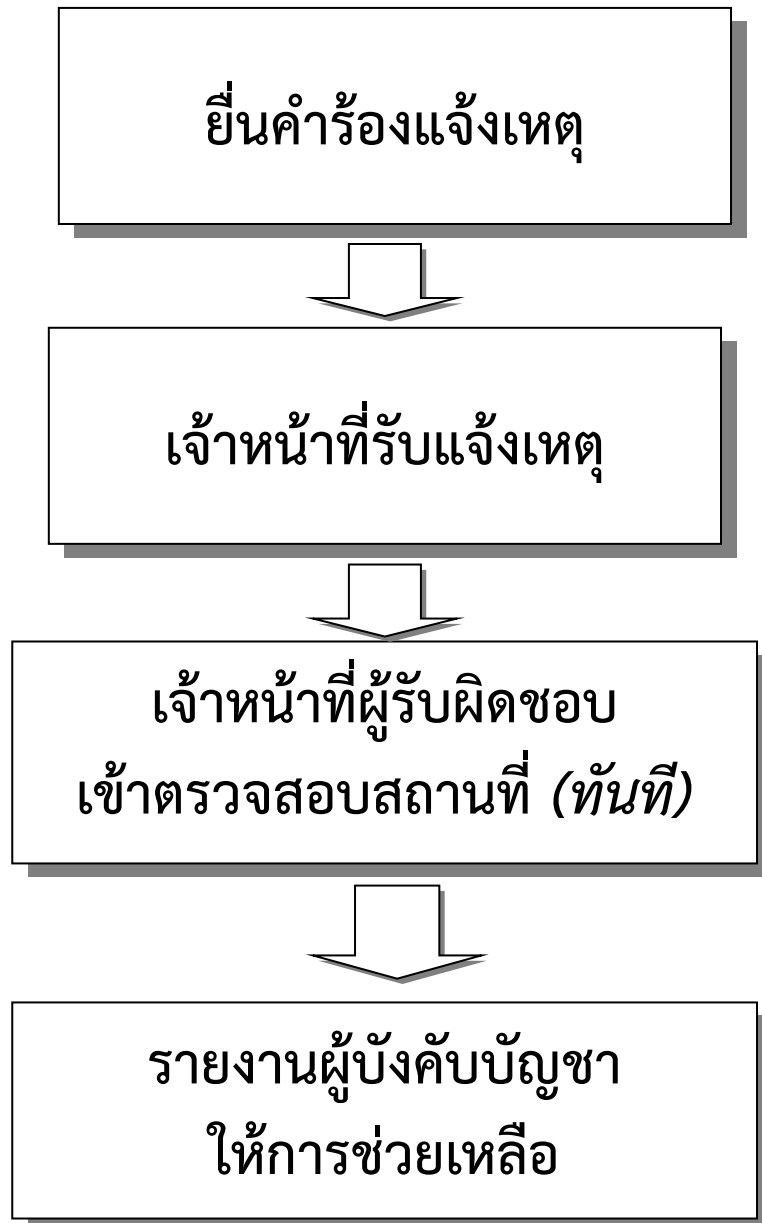 ยื่นคำร้องแจ้งเหตุ
เจ้าหน้าที่รับแจ้งเหตุ
เจ้าหน้าที่ผู้รับผิดชอบ
เข้าตรวจสอบสถานที่ (ทันที)
รายงานผู้บังคับบัญชา
ให้การช่วยเหลือ